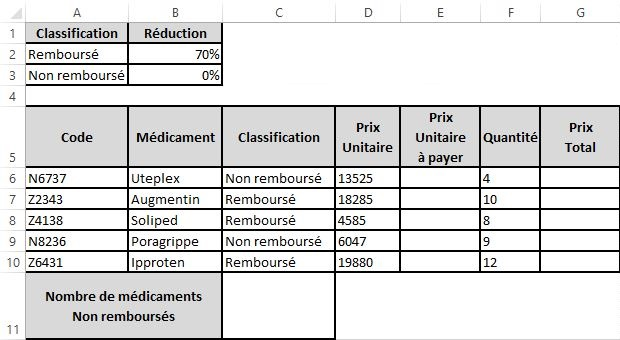 A B C D E F G
1 Classification Réduction
2 Remboursé 70%
3 Non remboursé 0%
4
5 Code Médicament Classification Prix Unitaire Prix Unitaire à payer Quantité Prix Total
6 N6737 Uteplex Non remboursé 13525 4
7 Z2343 Augmentin Remboursé 18285 10
8 Z4138 Soliped Remboursé 4585 8
9 N8236 Poragrippe Non remboursé 6047 9
10 Z6431 Ipproten Remboursé 19880 12
11 Nombre de médicaments
Non remboursés